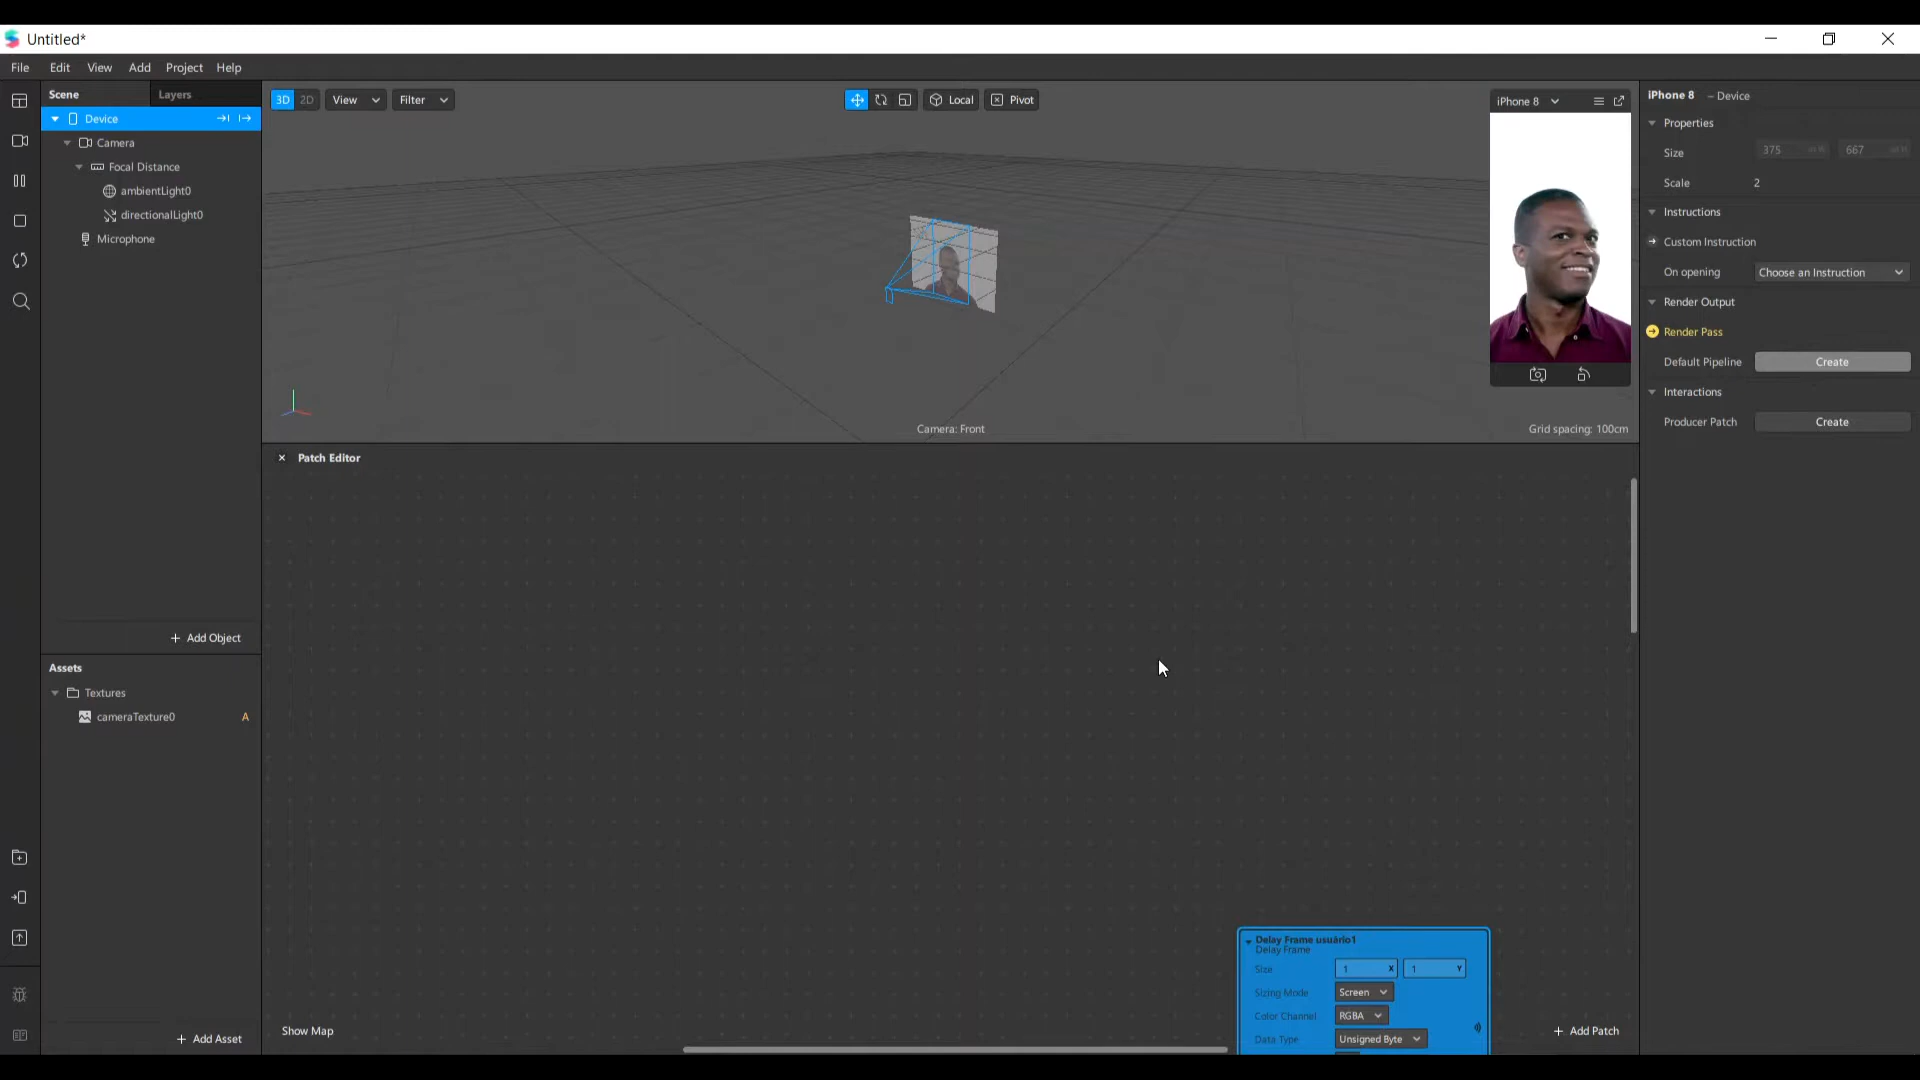 Untitled*
File Edit View Add Project Help
Scene Layers
Device
Camera
Focal Distance
ambientLight0
directionalLight0
Microphone
+ Add Object
Assets
Textures
cameraTexture0 A
+ Add Asset
3D 2D View Filter Local Pivot
iPhone 8
Camera: Front
Grid spacing: 100cm
× Patch Editor
Delay Frame usuário1
Delay Frame
Size 1 X 1 Y
Sizing Mode Screen
Color Channel RGBA
Data Type Unsigned Byte
Show Map
+ Add Patch
iPhone 8 – Device
Properties
Size 375 667
Scale 2
Instructions
Custom Instruction
On opening Choose an Instruction
Render Output
Render Pass
Default Pipeline Create
Interactions
Producer Patch Create